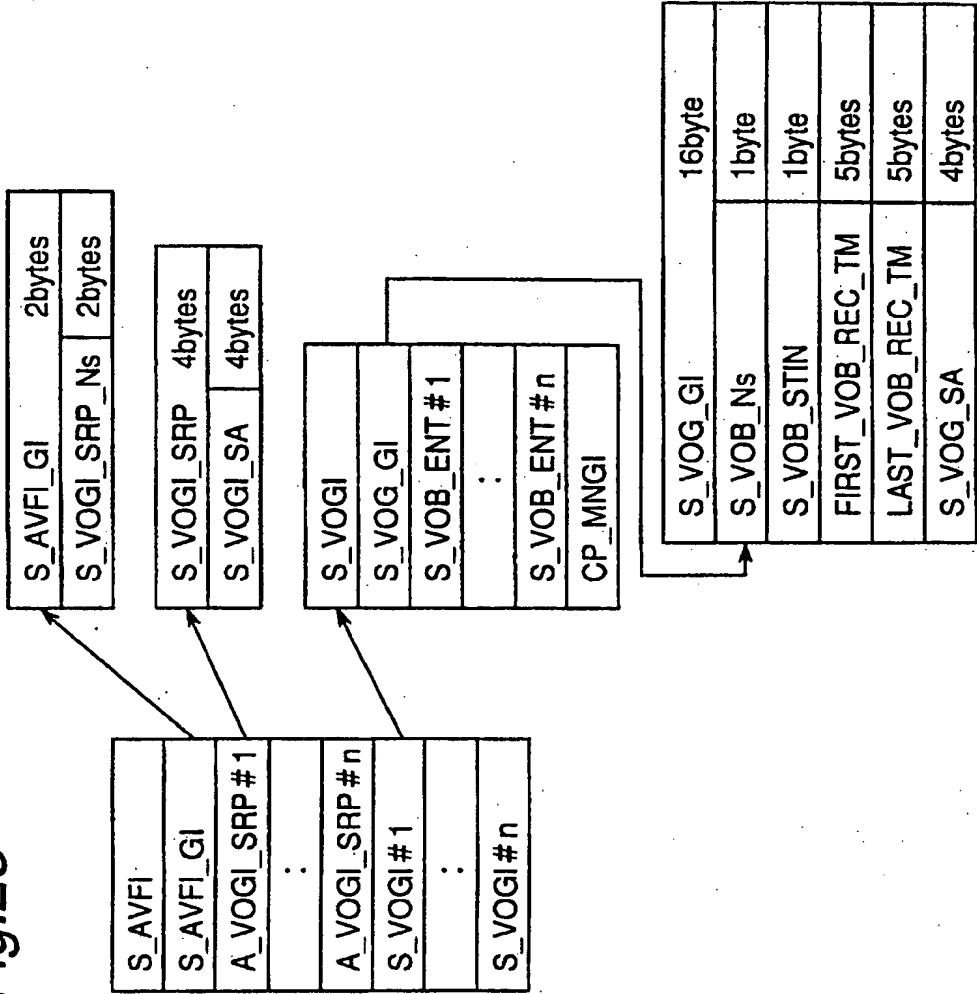 S_AVFI
S_AVFI_GI
A_VOGI_SRP#1
:
A_VOGI_SRP#n
S_VOGI#1
:
S_VOGI#n
S_AVFI_GI 2bytes
S_VOGI_SRP_Ns 2bytes
S_VOGI_SRP 4bytes
S_VOGI_SA 4bytes
S_VOGI
S_VOG_GI
S_VOB_ENT#1
:
S_VOB_ENT#n
CP_MNGI
S_VOG_GI 16byte
S_VOB_Ns 1byte
S_VOB_STIN 1byte
FIRST_VOB_REC_TM 5bytes
LAST_VOB_REC_TM 5bytes
S_VOG_SA 4bytes